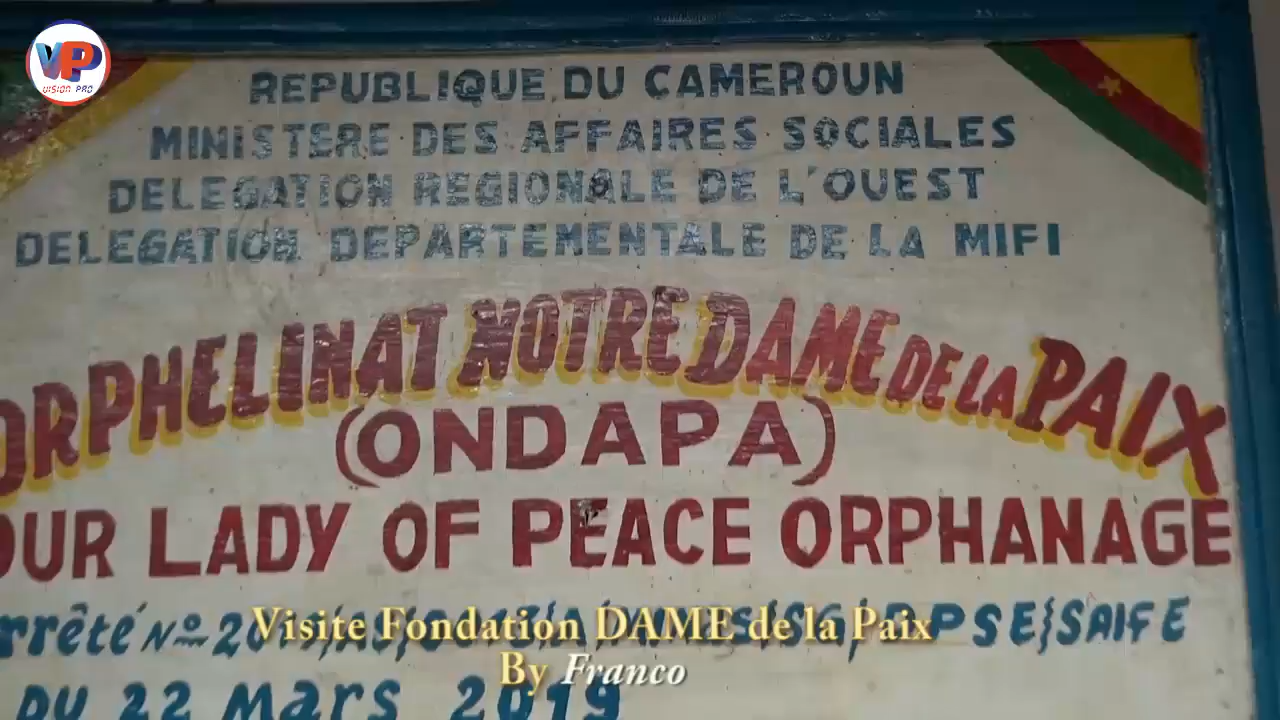 VP
VISION PRO
REPUBLIQUE DU CAMEROUN
MINISTERE DES AFFAIRES SOCIALES
DELEGATION REGIONALE DE L'OUEST
DELEGATION DEPARTEMENTALE DE LA MIFI
ORPHELINAT NOTRE DAME DE LA PAIX
(ONDAPA)
OUR LADY OF PEACE ORPHANAGE
PSE/SAIFE
Visite Fondation DAME de la Paix
By Franco
DU 22 Mars 2019